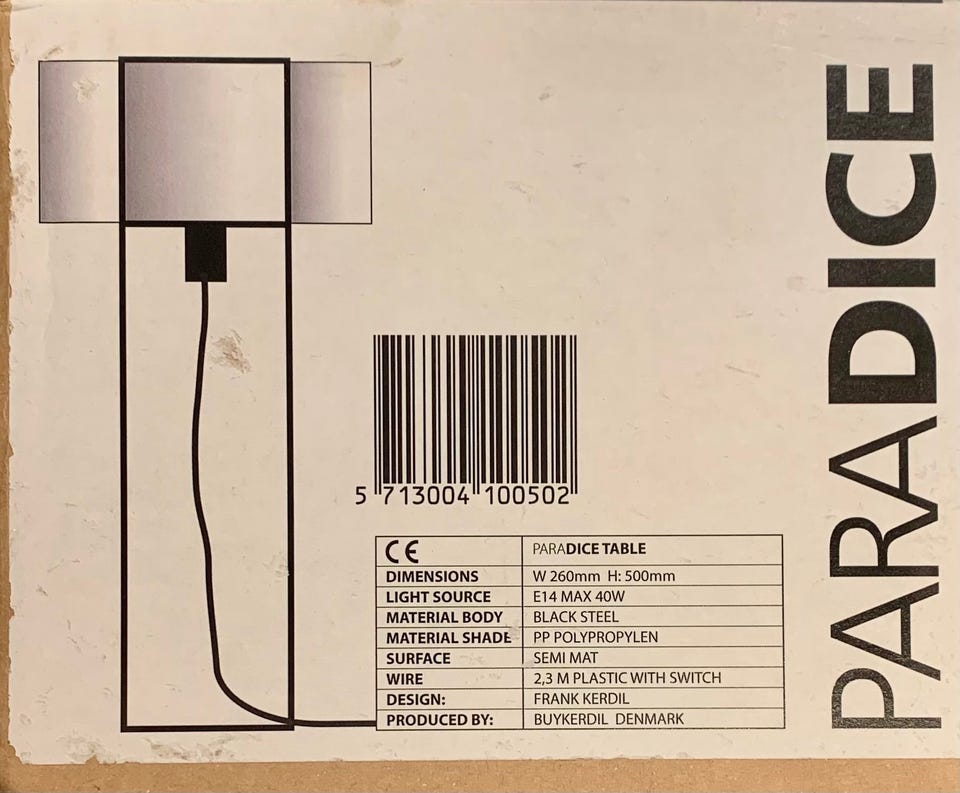 PARADICE
5 713004 100502
CE PARADICE TABLE
DIMENSIONS W 260mm H: 500mm
LIGHT SOURCE E14 MAX 40W
MATERIAL BODY BLACK STEEL
MATERIAL SHADE PP POLYPROPYLEN
SURFACE SEMI MAT
WIRE 2,3 M PLASTIC WITH SWITCH
DESIGN: FRANK KERDIL
PRODUCED BY: BUYKERDIL DENMARK